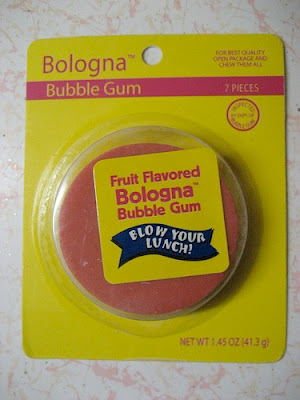 Bologna™
Bubble Gum
FOR BEST QUALITY
OPEN PACKAGE AND
CHEW THEM ALL
7 PIECES
INSPECTED
Fruit Flavored
Bologna™
Bubble Gum
BLOW YOUR
LUNCH!
NET WT 1.45 OZ (41.3 g)